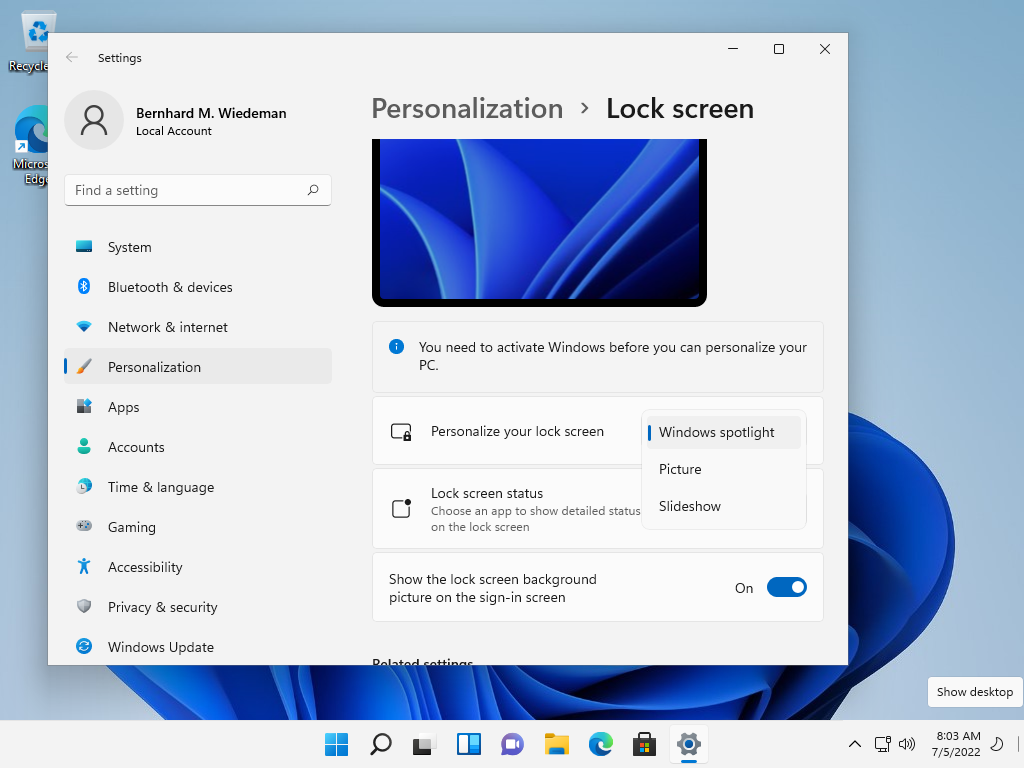 Recycle
Micros
Edge
Settings
Bernhard M. Wiedeman
Local Account
Find a setting
System
Bluetooth & devices
Network & internet
Personalization
Apps
Accounts
Time & language
Gaming
Accessibility
Privacy & security
Windows Update
Personalization > Lock screen
You need to activate Windows before you can personalize your
PC.
Personalize your lock screen
Windows spotlight
Picture
Slideshow
Lock screen status
Choose an app to show detailed status
on the lock screen
Show the lock screen background
picture on the sign-in screen
On
Related settings
Show desktop
8:03 AM
7/5/2022